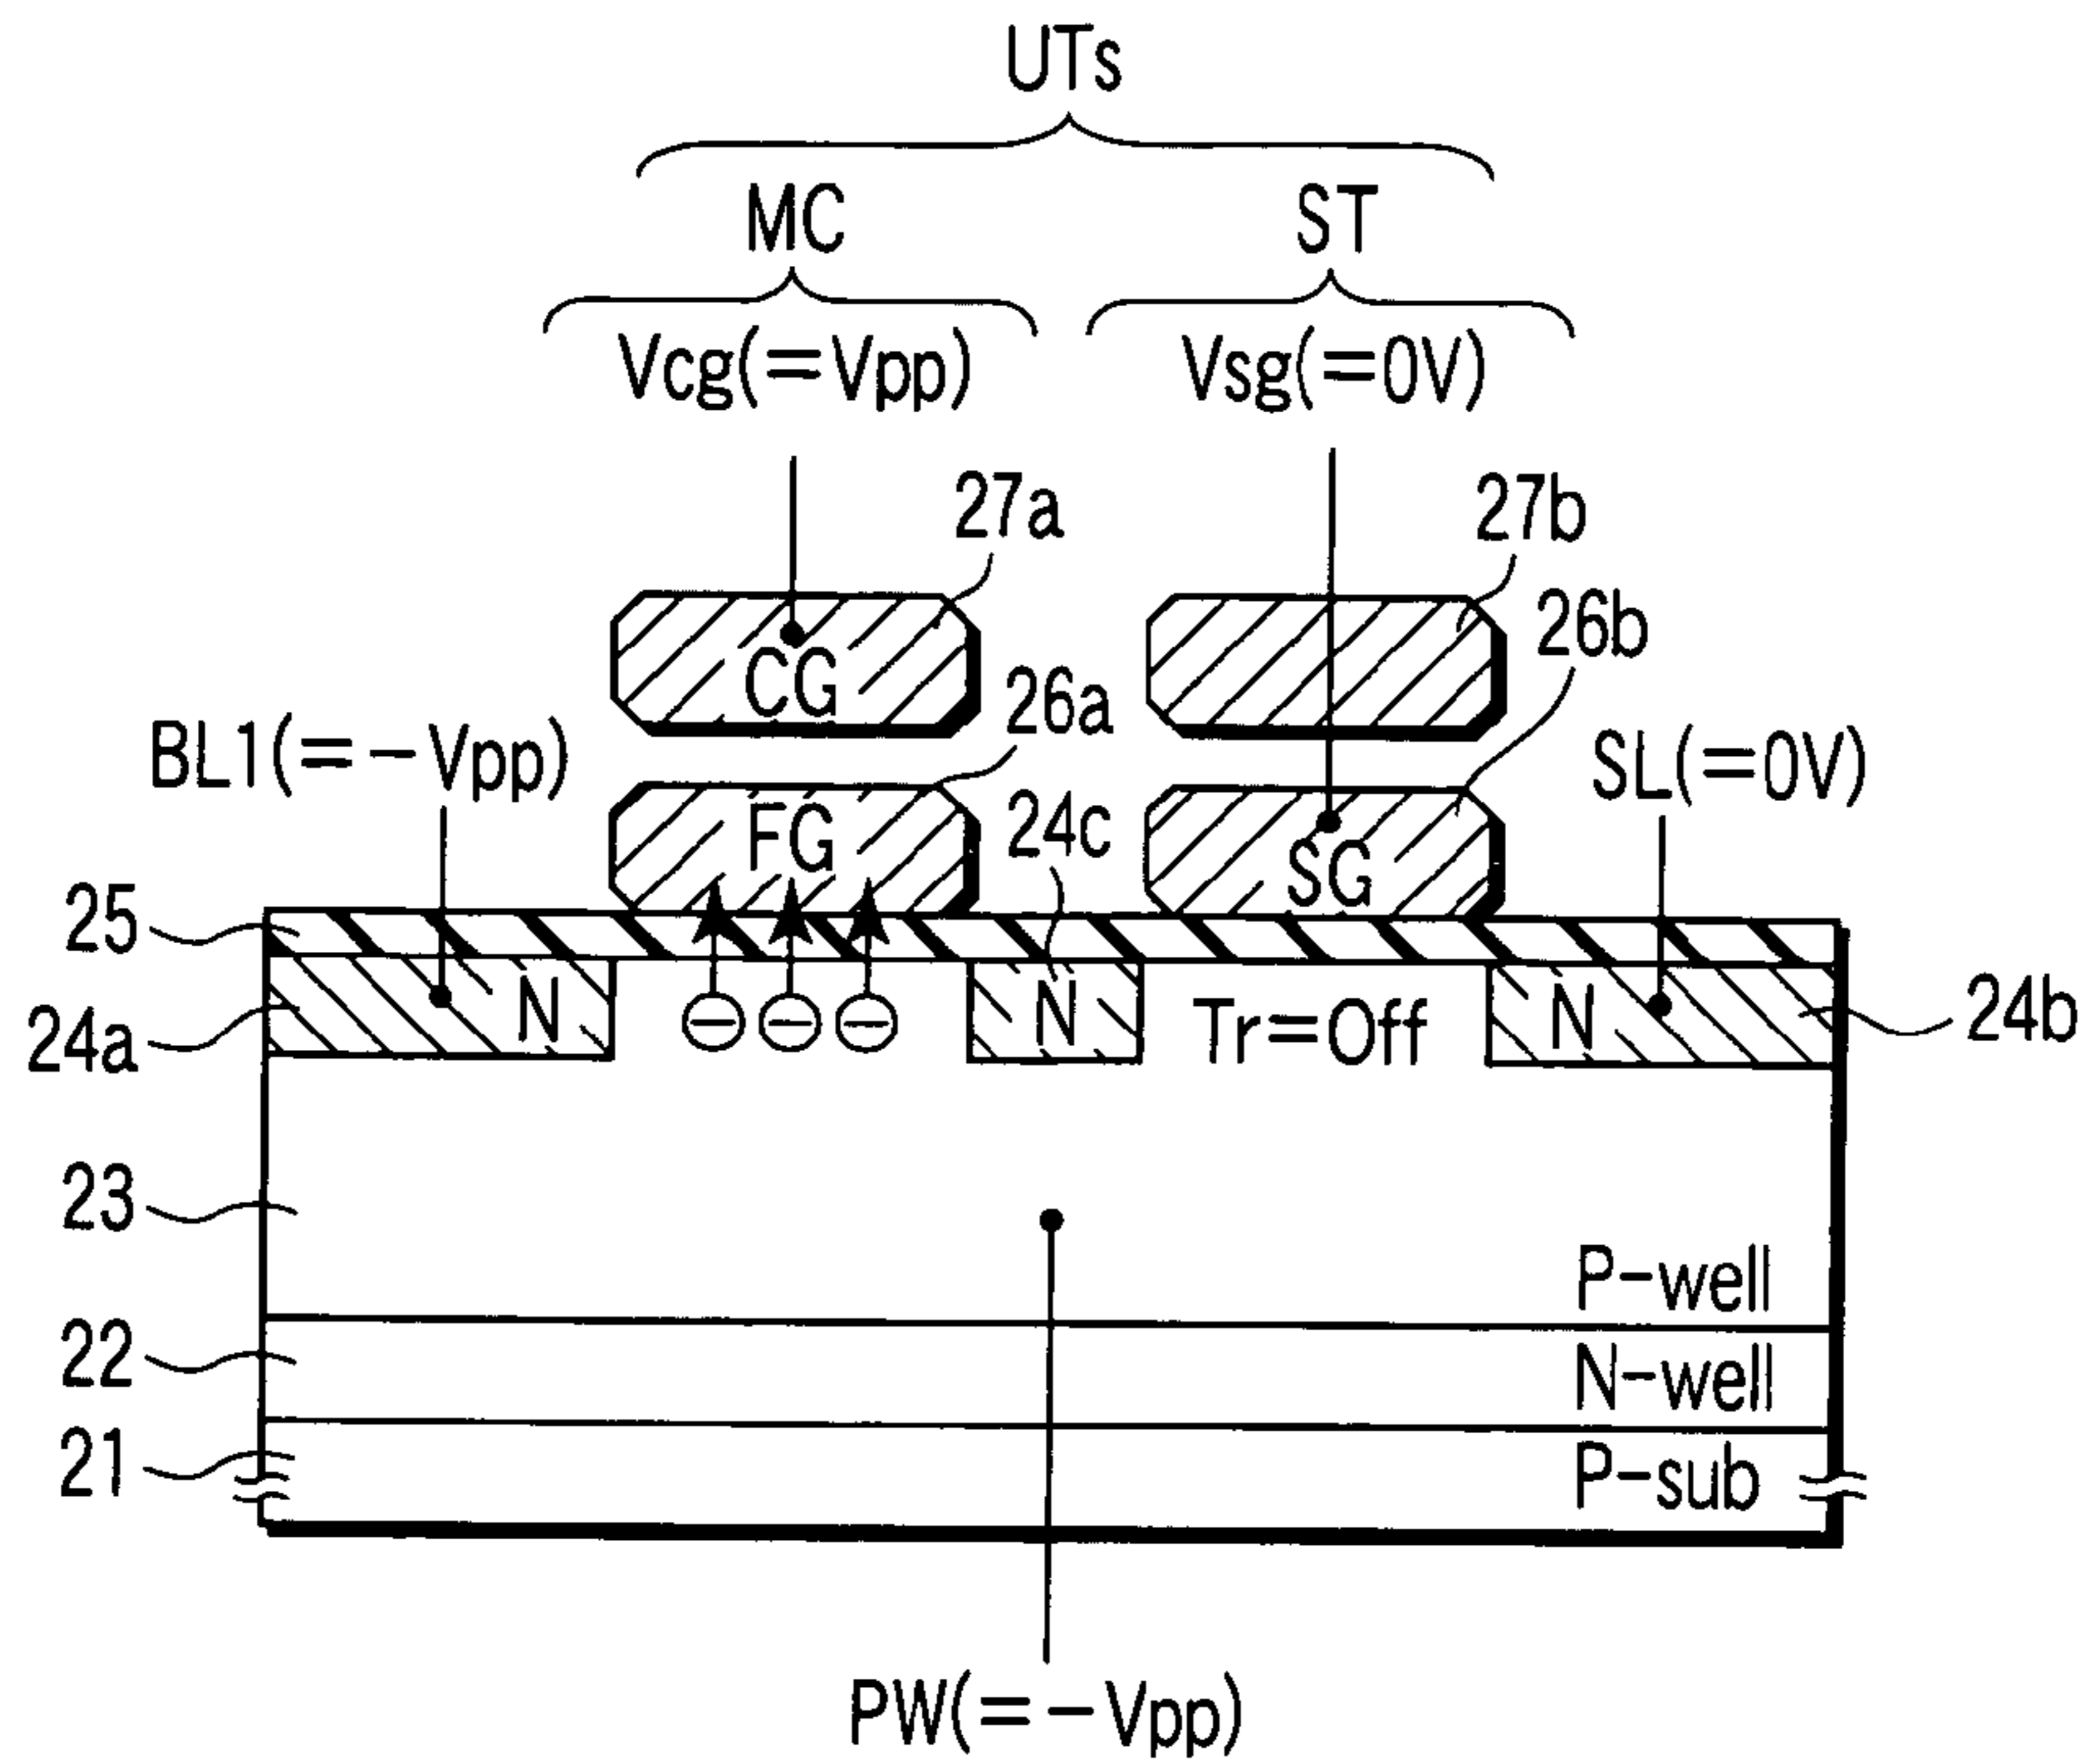 UTs
MC
ST
Vcg(=Vpp)
Vsg(=0V)
27a
27b
26b
CG
26a
BL1(=-Vpp)
SL(=0V)
FG
24c
SG
25
24a
N
N
Tr=Off
N
24b
23
P-well
22
N-well
21
P-sub
PW(=-Vpp)